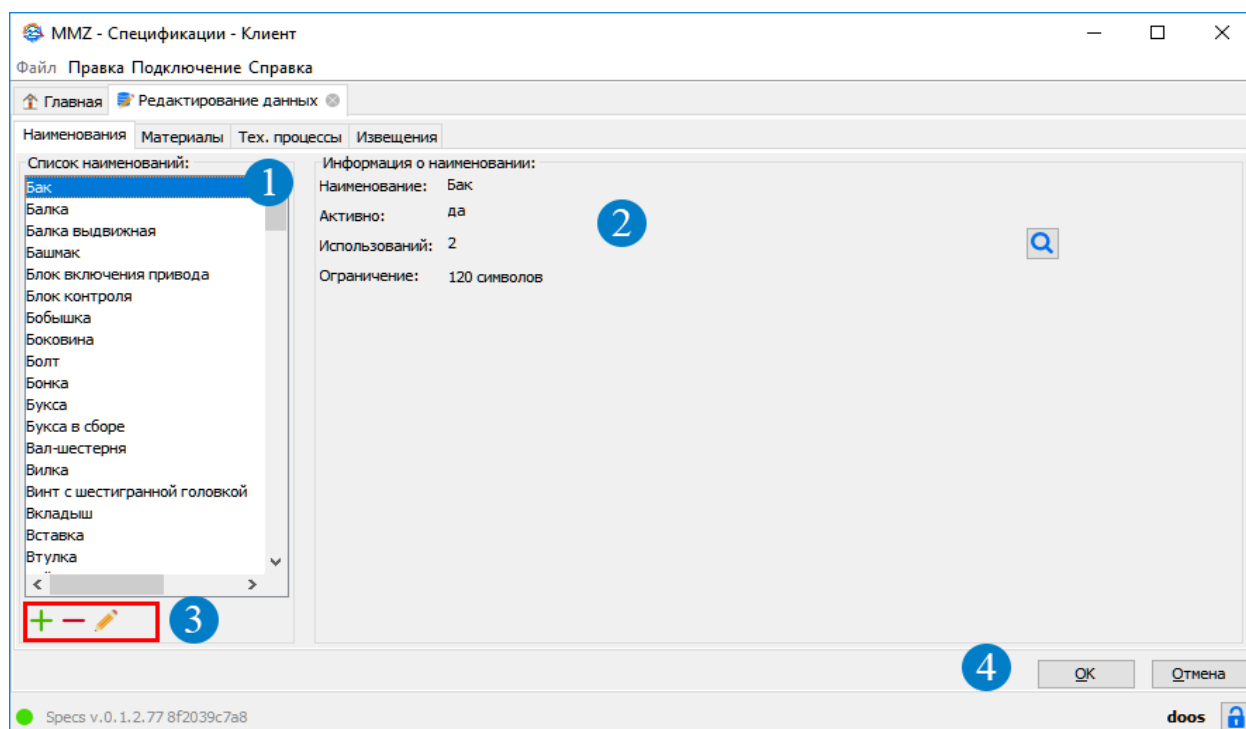 MMZ - Спецификации - Клиент
Файл Правка Подключение Справка
Главная Редактирование данных
Наименования Материалы Тех. процессы Извещения
Список наименований:
Бак
Балка
Балка выдвижная
Башмак
Блок включения привода
Блок контроля
Бобышка
Боковина
Болт
Бонка
Букса
Букса в сборе
Вал-шестерня
Вилка
Винт с шестигранной головкой
Вкладыш
Вставка
Втулка
1
Информация о наименовании:
Наименование: Бак
Активно: да
Использований: 2
Ограничение: 120 символов
2
3
4
OK Отмена
Specs v.0.1.2.77 8f2039c7a8 doos